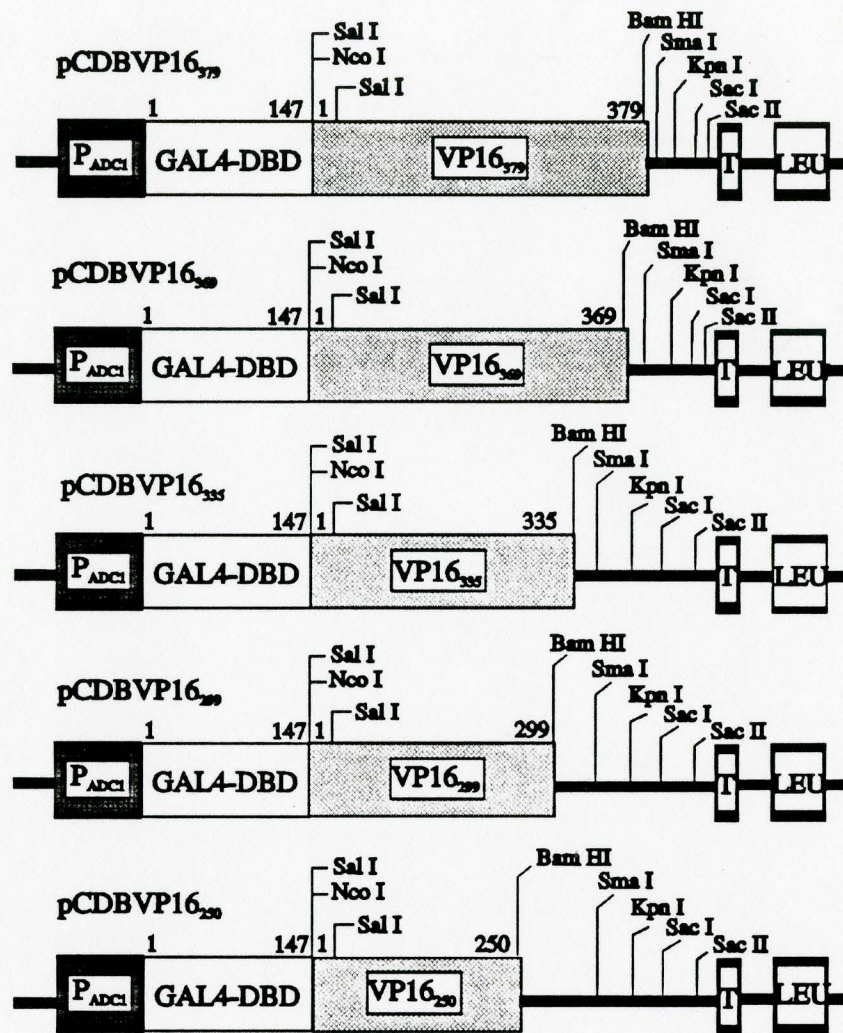 Bam HI
Sal I
Sma I
Nco I
Kpn I
pCDBVP16₃₇₉
Sal I
Sac I
Sac II
1 147 1 379
P_ADC1 GAL4-DBD VP16₃₇₉ T LEU
Bam HI
Sal I
Sma I
pCDBVP16₃₆₉
Nco I
Kpn I
Sal I
Sac I
Sac II
1 147 1 369
P_ADC1 GAL4-DBD VP16₃₆₉ T LEU
Bam HI
Sal I
Sma I
Nco I
pCDBVP16₃₃₅
Kpn I
Sal I
Sac I
Sac II
1 147 1 335
P_ADC1 GAL4-DBD VP16₃₃₅ T LEU
Bam HI
Sal I
Sma I
Nco I
pCDBVP16₂₉₉
Kpn I
Sal I
Sac I
Sac II
1 147 1 299
P_ADC1 GAL4-DBD VP16₂₉₉ T LEU
Bam HI
Sal I
Sma I
Nco I
pCDBVP16₂₅₀
Kpn I
Sal I
Sac I
Sac II
1 147 1 250
P_ADC1 GAL4-DBD VP16₂₅₀ T LEU